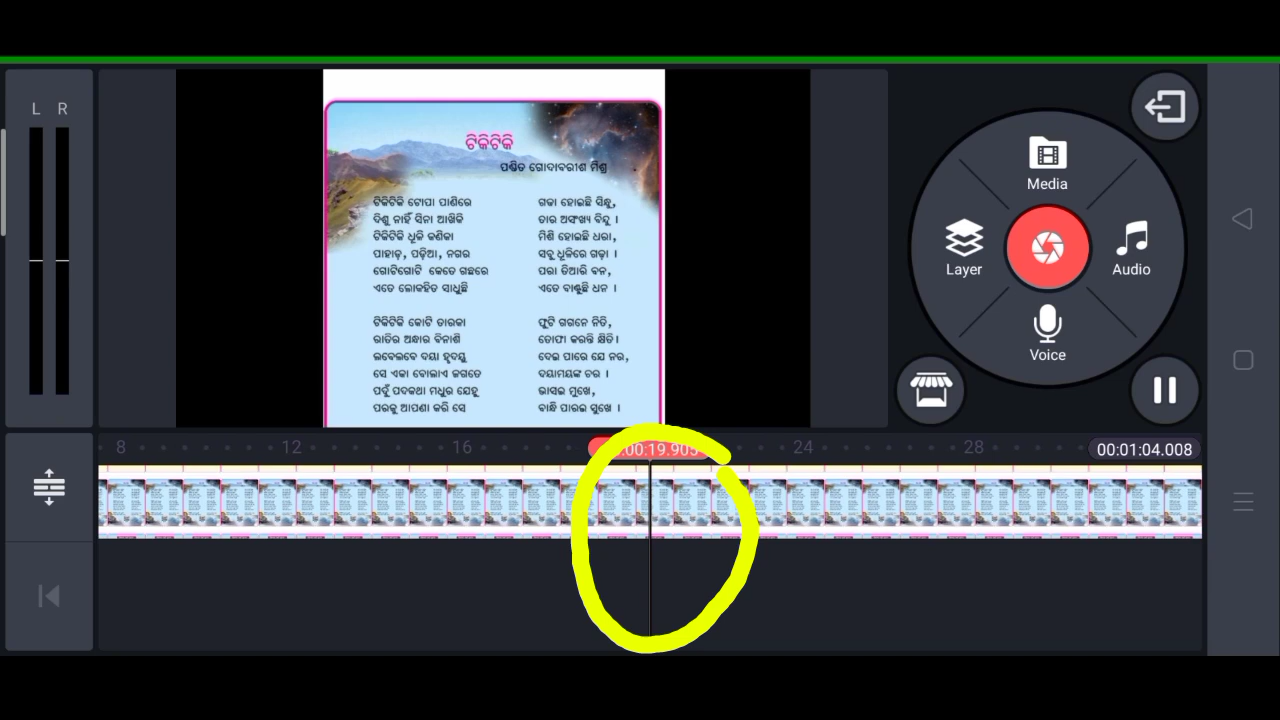 L R
ଟିକିଟିକି
ପଣ୍ଡିତ ଗୋଦାବରୀଶ ମିଶ୍ର
ଟିକିଟିକି ଟୋପା ପାଣିରେ
ଦିଶୁ ନାହିଁ ସିନା ଆଖିକି
ଟିକିଟିକି ଧୂଳି କଣିକା
ପାହାଡ଼, ପଡ଼ିଆ, ନଗର
ଗୋଟିଗୋଟି କେତେ ଗଛରେ
ଏତେ ଲୋକହିତ ସାଧୁଛି
ଗଢା ହୋଇଛି ସିନ୍ଧୁ,
ତାର ଅସଂଖ୍ୟ ବିନ୍ଦୁ ।
ମିଶି ହୋଇଛି ଧରା,
ସବୁ ଧୂଳିରେ ଗଢ଼ା ।
ପରା ତିଆରି ବନ,
ଏତେ ବାଣ୍ଟୁଛି ଧନ ।
ଟିକିଟିକି କୋଟି ତାରକା
ରାତିର ଅନ୍ଧାର ବିନାଶି
ଲବେଲବେ ଦୟା ହୃଦୟୁ
ସେ ଏକା ବୋଲାଏ ଜଗତେ
ପଦୁଁ ପଦକଥା ମଧୁର ଯେହୁ
ପରକୁ ଆପଣା କରି ସେ
ଫୁଟି ଗଗନେ ନିତି,
ତୋଫା କରନ୍ତି କ୍ଷିତି।
ଦେଇ ପାରେ ଯେ ନର,
ଦୟାମୟଙ୍କ ଚର ।
ଭାସଇ ମୁଖେ,
ବାନ୍ଧି ପାରଇ ସୁଖେ ।
Media
Layer
Audio
Voice
8 12 16 :00:19.905 24 28 00:01:04.008